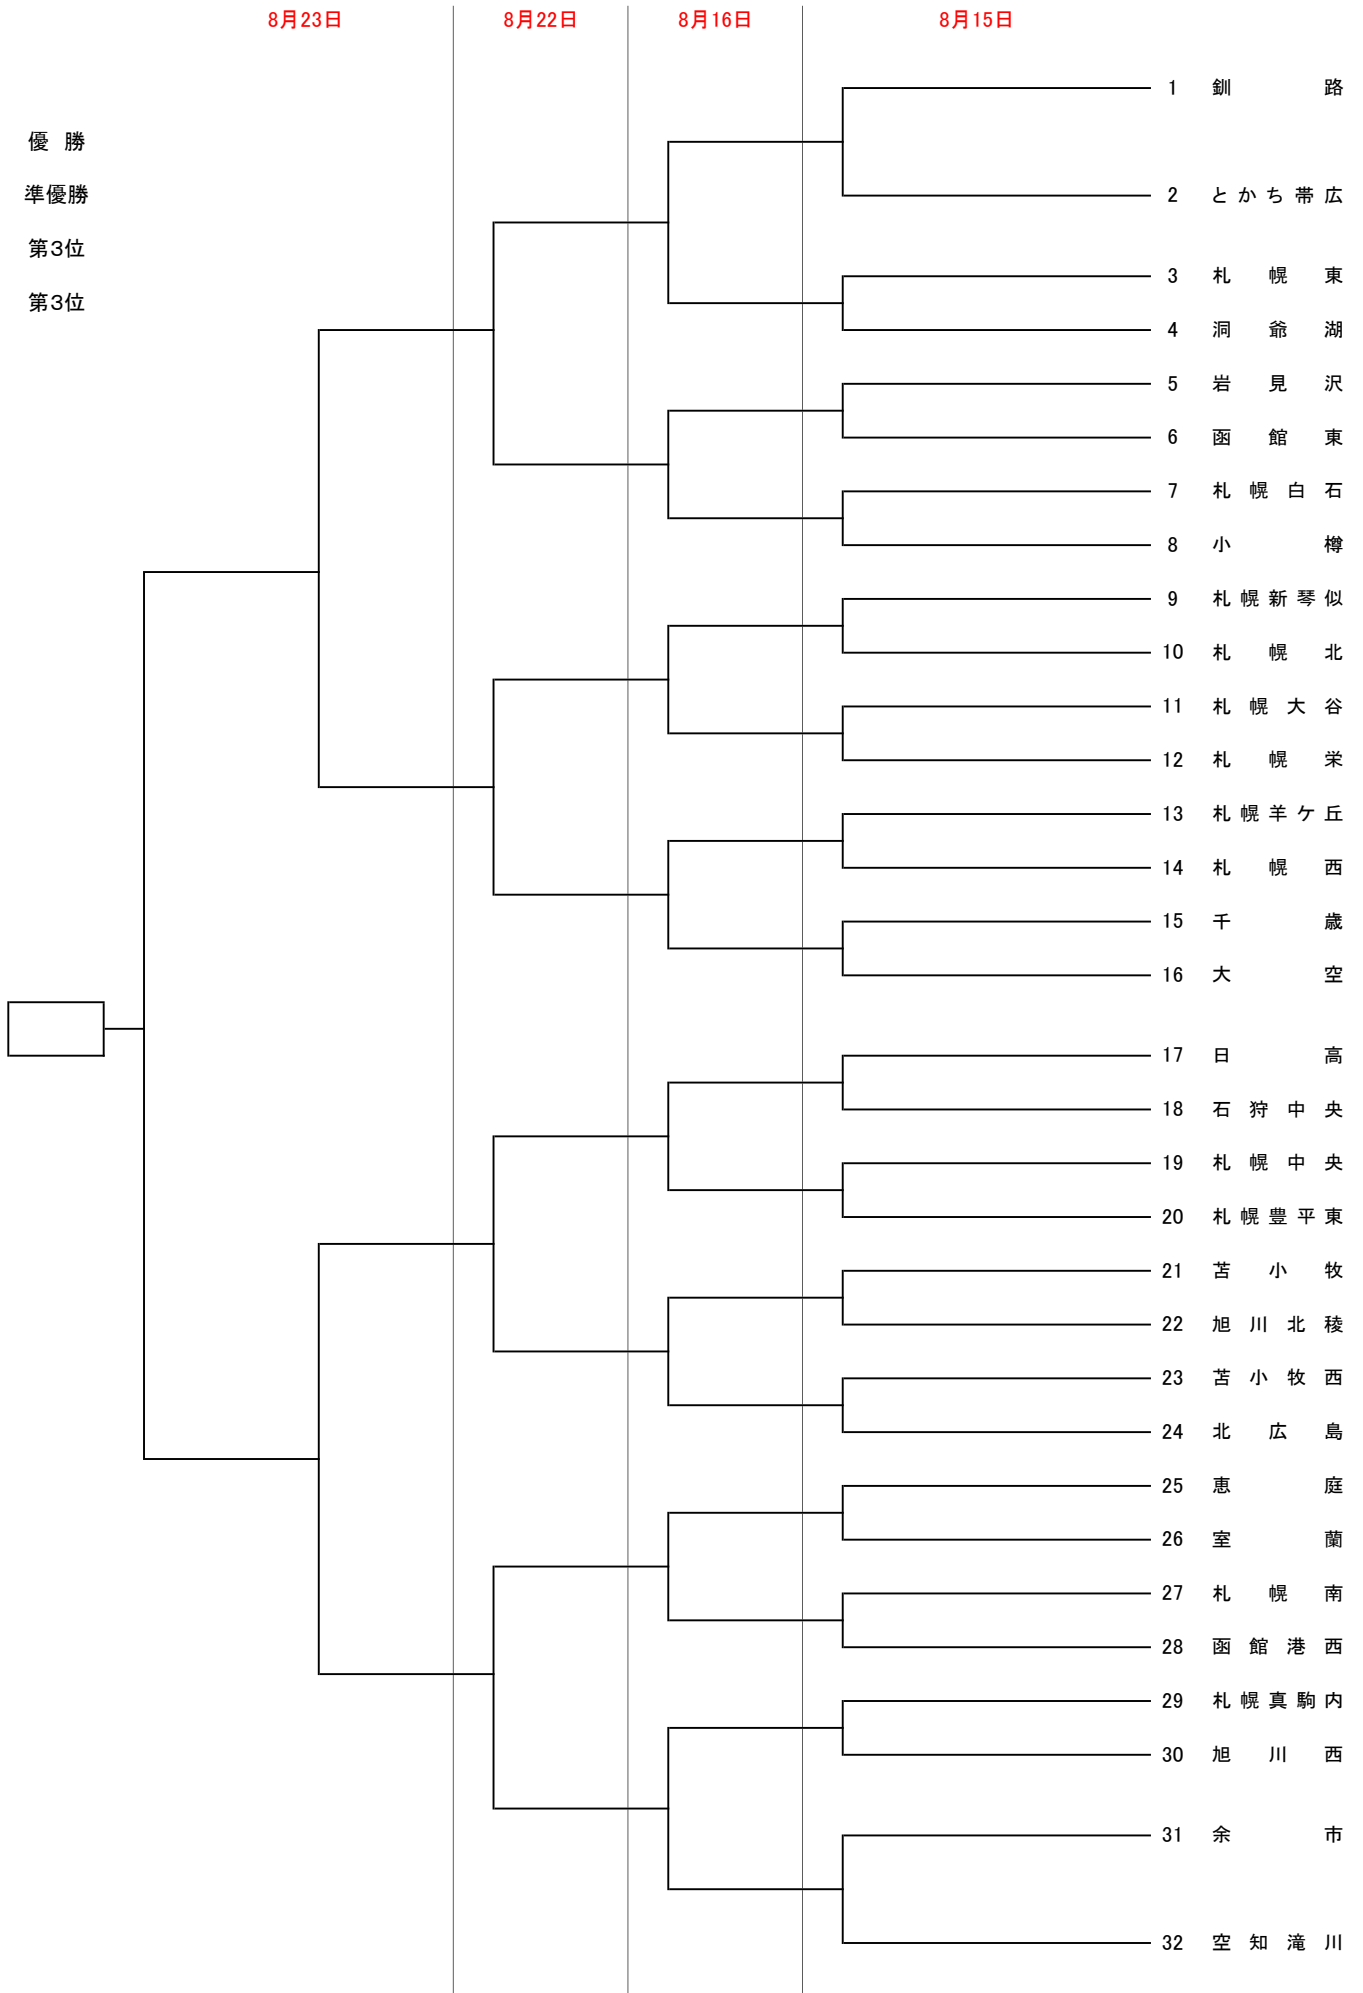 8月23日 8月22日 8月16日 8月15日
1 釧路
優勝
準優勝
2 とかち帯広
第3位
3 札幌東
第3位
4 洞爺湖
5 岩見沢
6 函館東
7 札幌白石
8 小樽
9 札幌新琴似
10 札幌北
11 札幌大谷
12 札幌栄
13 札幌羊ケ丘
14 札幌西
15 千歳
16 大空
17 日高
18 石狩中央
19 札幌中央
20 札幌豊平東
21 苫小牧
22 旭川北稜
23 苫小牧西
24 北広島
25 恵庭
26 室蘭
27 札幌南
28 函館港西
29 札幌真駒内
30 旭川西
31 余市
32 空知滝川